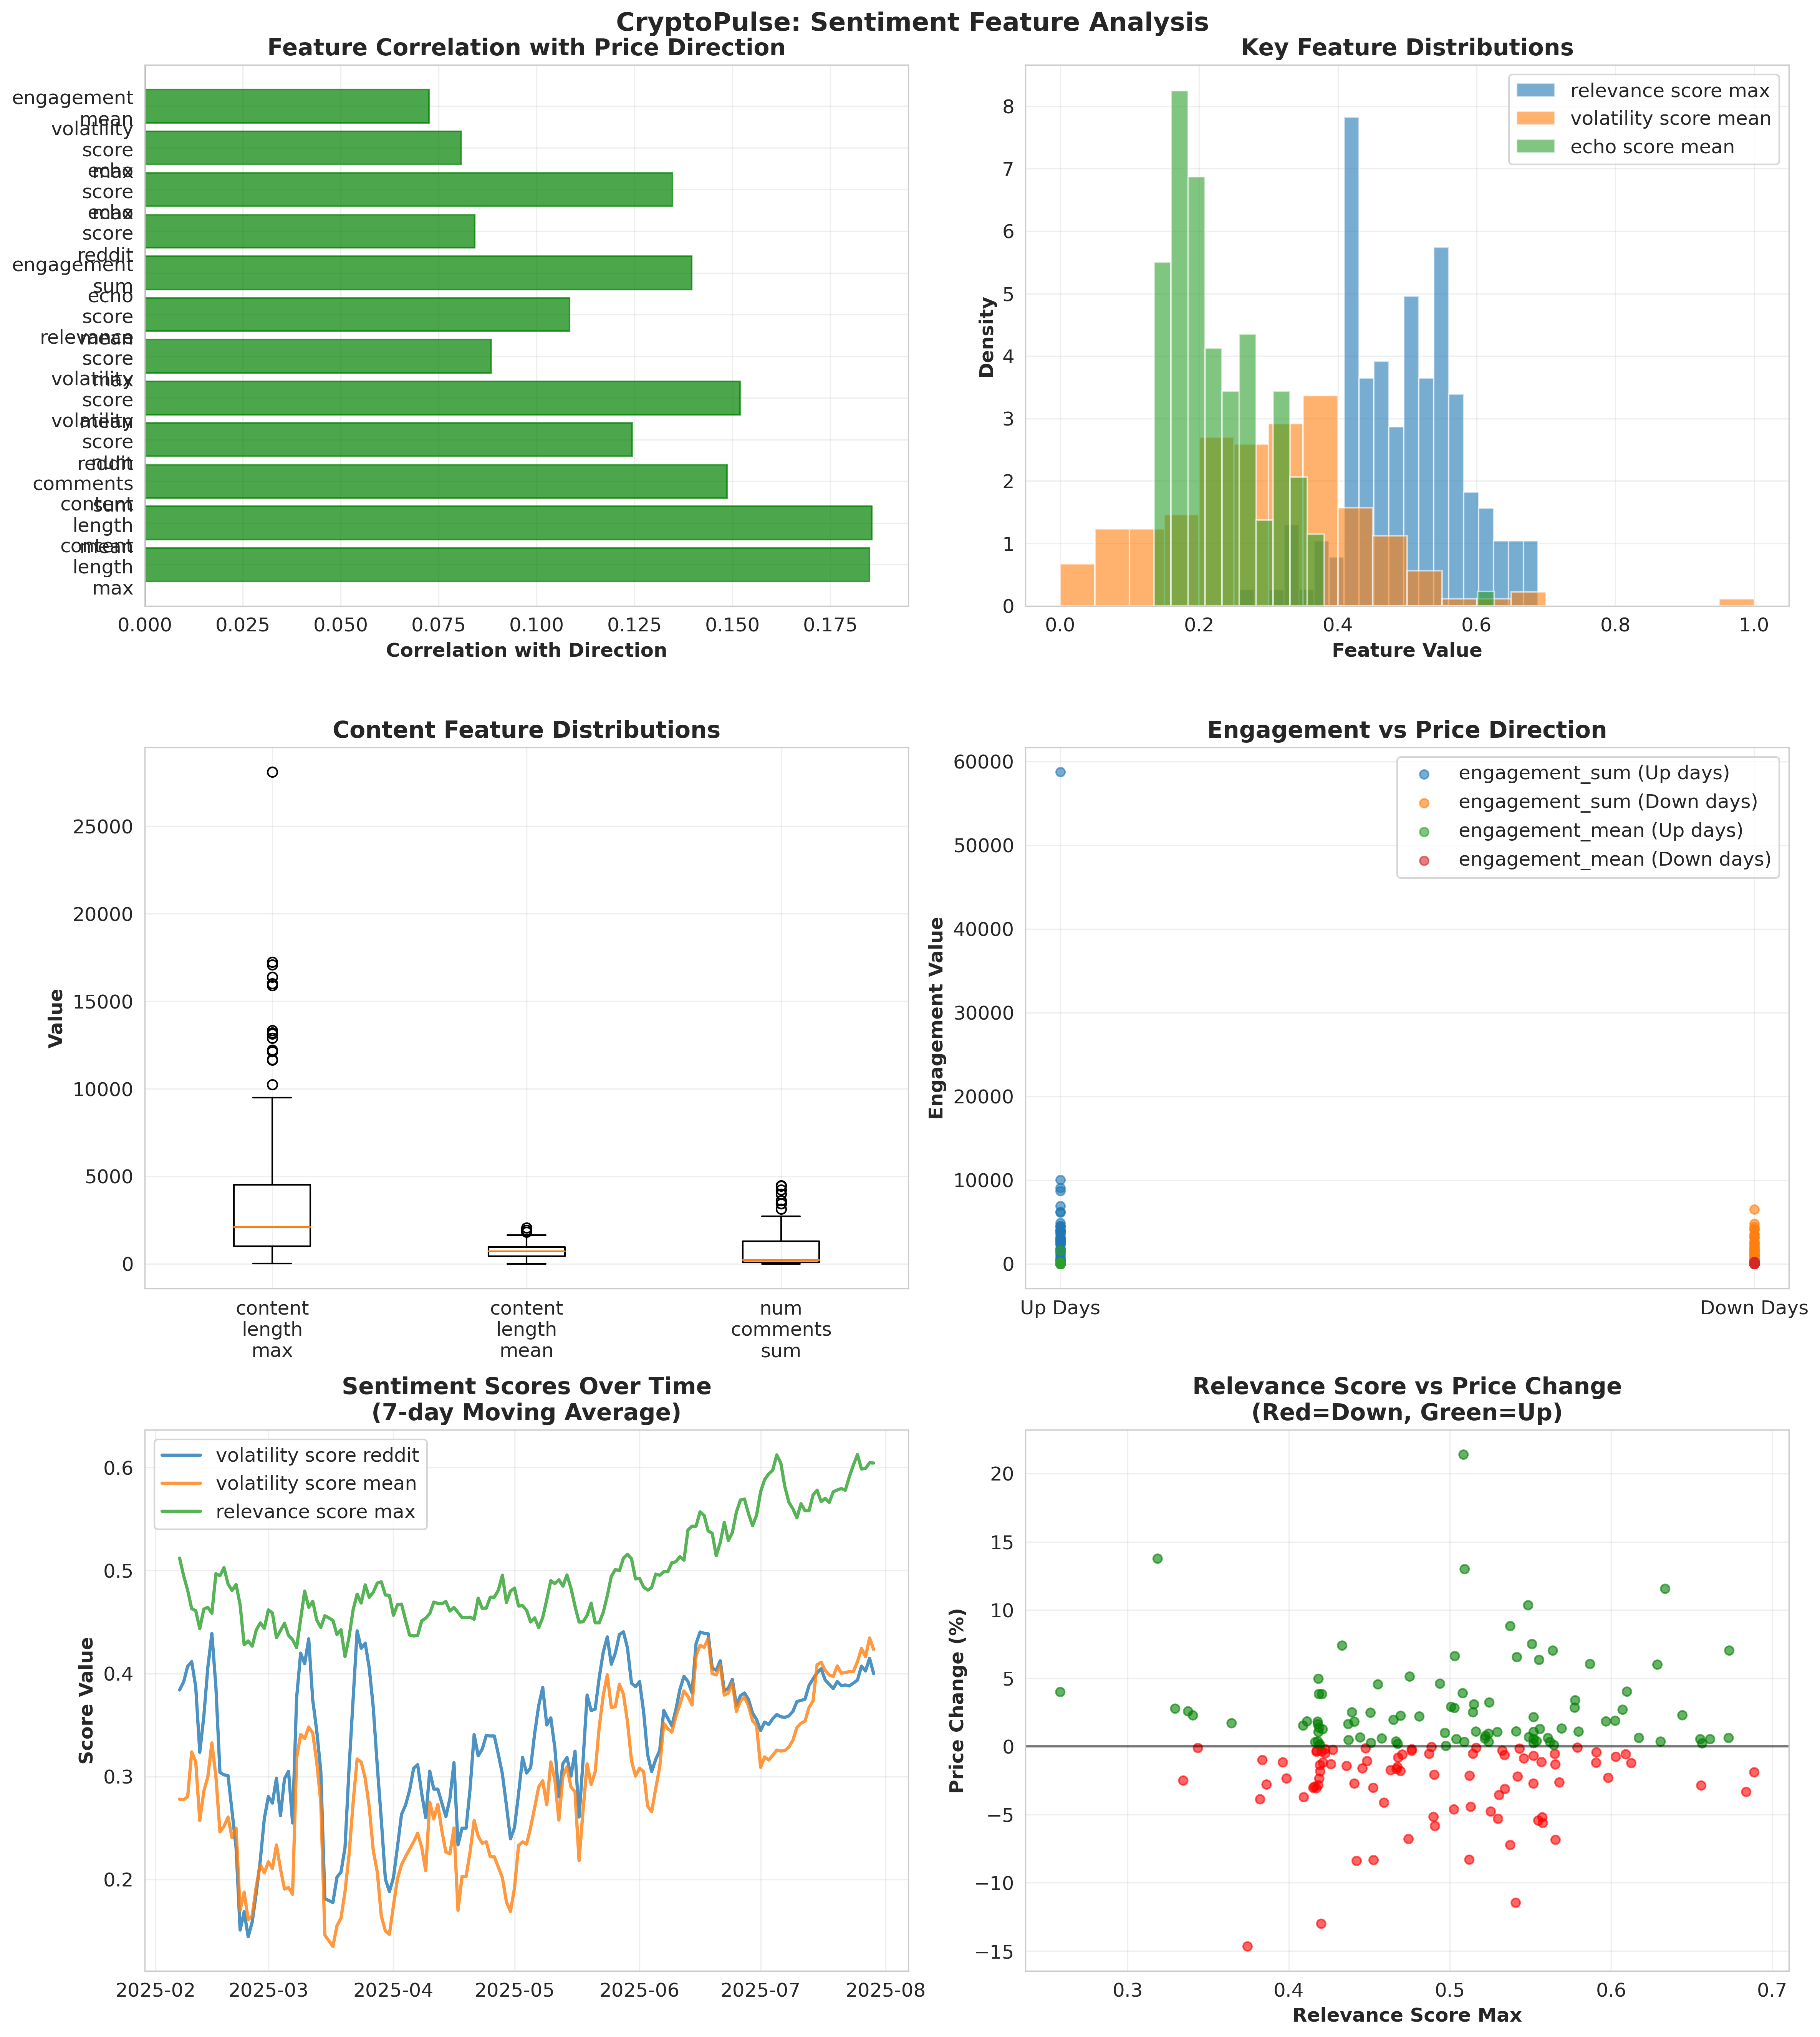 CryptoPulse: Sentiment Feature Analysis
Feature Correlation with Price Direction
engagement
mean
volatility
score
max
echo
score
max
echo
score
reddit
engagement
sum
echo
score
mean
relevance
score
max
volatility
score
mean
volatility
score
reddit
num
comments
sum
content
length
mean
content
length
max
0.000 0.025 0.050 0.075 0.100 0.125 0.150 0.175
Correlation with Direction
Key Feature Distributions
relevance score max
volatility score mean
echo score mean
8
7
6
5
4
3
2
1
0
Density
0.0 0.2 0.4 0.6 0.8 1.0
Feature Value
Content Feature Distributions
25000
20000
15000
10000
5000
0
Value
content
length
max
content
length
mean
num
comments
sum
Engagement vs Price Direction
engagement_sum (Up days)
engagement_sum (Down days)
engagement_mean (Up days)
engagement_mean (Down days)
60000
50000
40000
30000
20000
10000
0
Engagement Value
Up Days Down Days
Sentiment Scores Over Time
(7-day Moving Average)
volatility score reddit
volatility score mean
relevance score max
0.6
0.5
0.4
0.3
0.2
Score Value
2025-02 2025-03 2025-04 2025-05 2025-06 2025-07 2025-08
Relevance Score vs Price Change
(Red=Down, Green=Up)
20
15
10
5
0
−5
−10
−15
Price Change (%)
0.3 0.4 0.5 0.6 0.7
Relevance Score Max